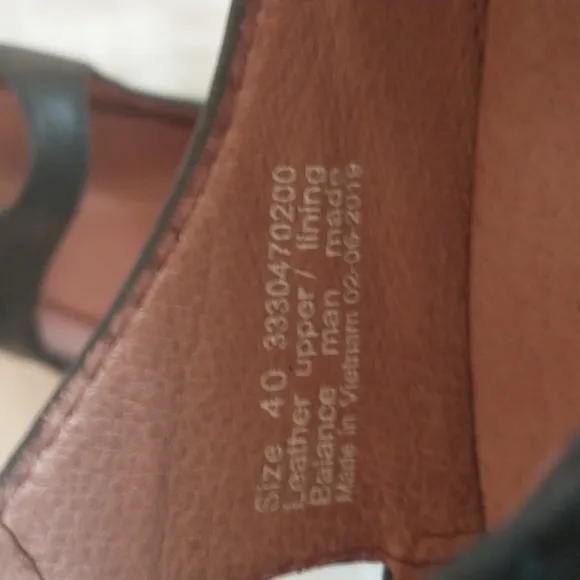 Size 40 3330470200
Leather upper / lining
Balance man made
Made in Vietnam 02-06-2019